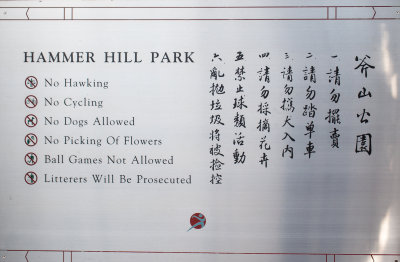 HAMMER HILL PARK
No Hawking
No Cycling
No Dogs Allowed
No Picking Of Flowers
Ball Games Not Allowed
Litterers Will Be Prosecuted
斧山公園
一請勿擺賣
二請勿踏單車
三請勿攜犬入內
四請勿採摘花卉
五禁止球類活動
六亂拋垃圾將被檢控